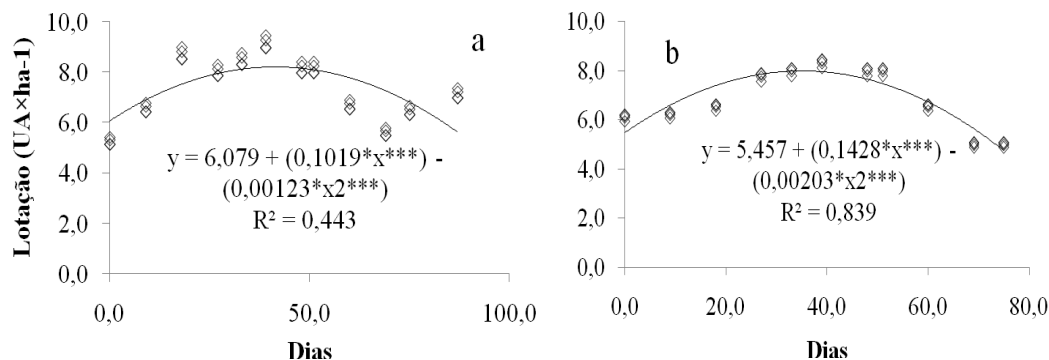 Lotação (UA×ha-1)
10,0
8,0
6,0
4,0
2,0
0,0
a
y = 6,079 + (0,1019*x***) -
(0,00123*x2***)
R² = 0,443
0,0 50,0 100,0
Dias
10,0
8,0
6,0
4,0
2,0
0,0
b
y = 5,457 + (0,1428*x***) -
(0,00203*x2***)
R² = 0,839
0,0 20,0 40,0 60,0 80,0
Dias